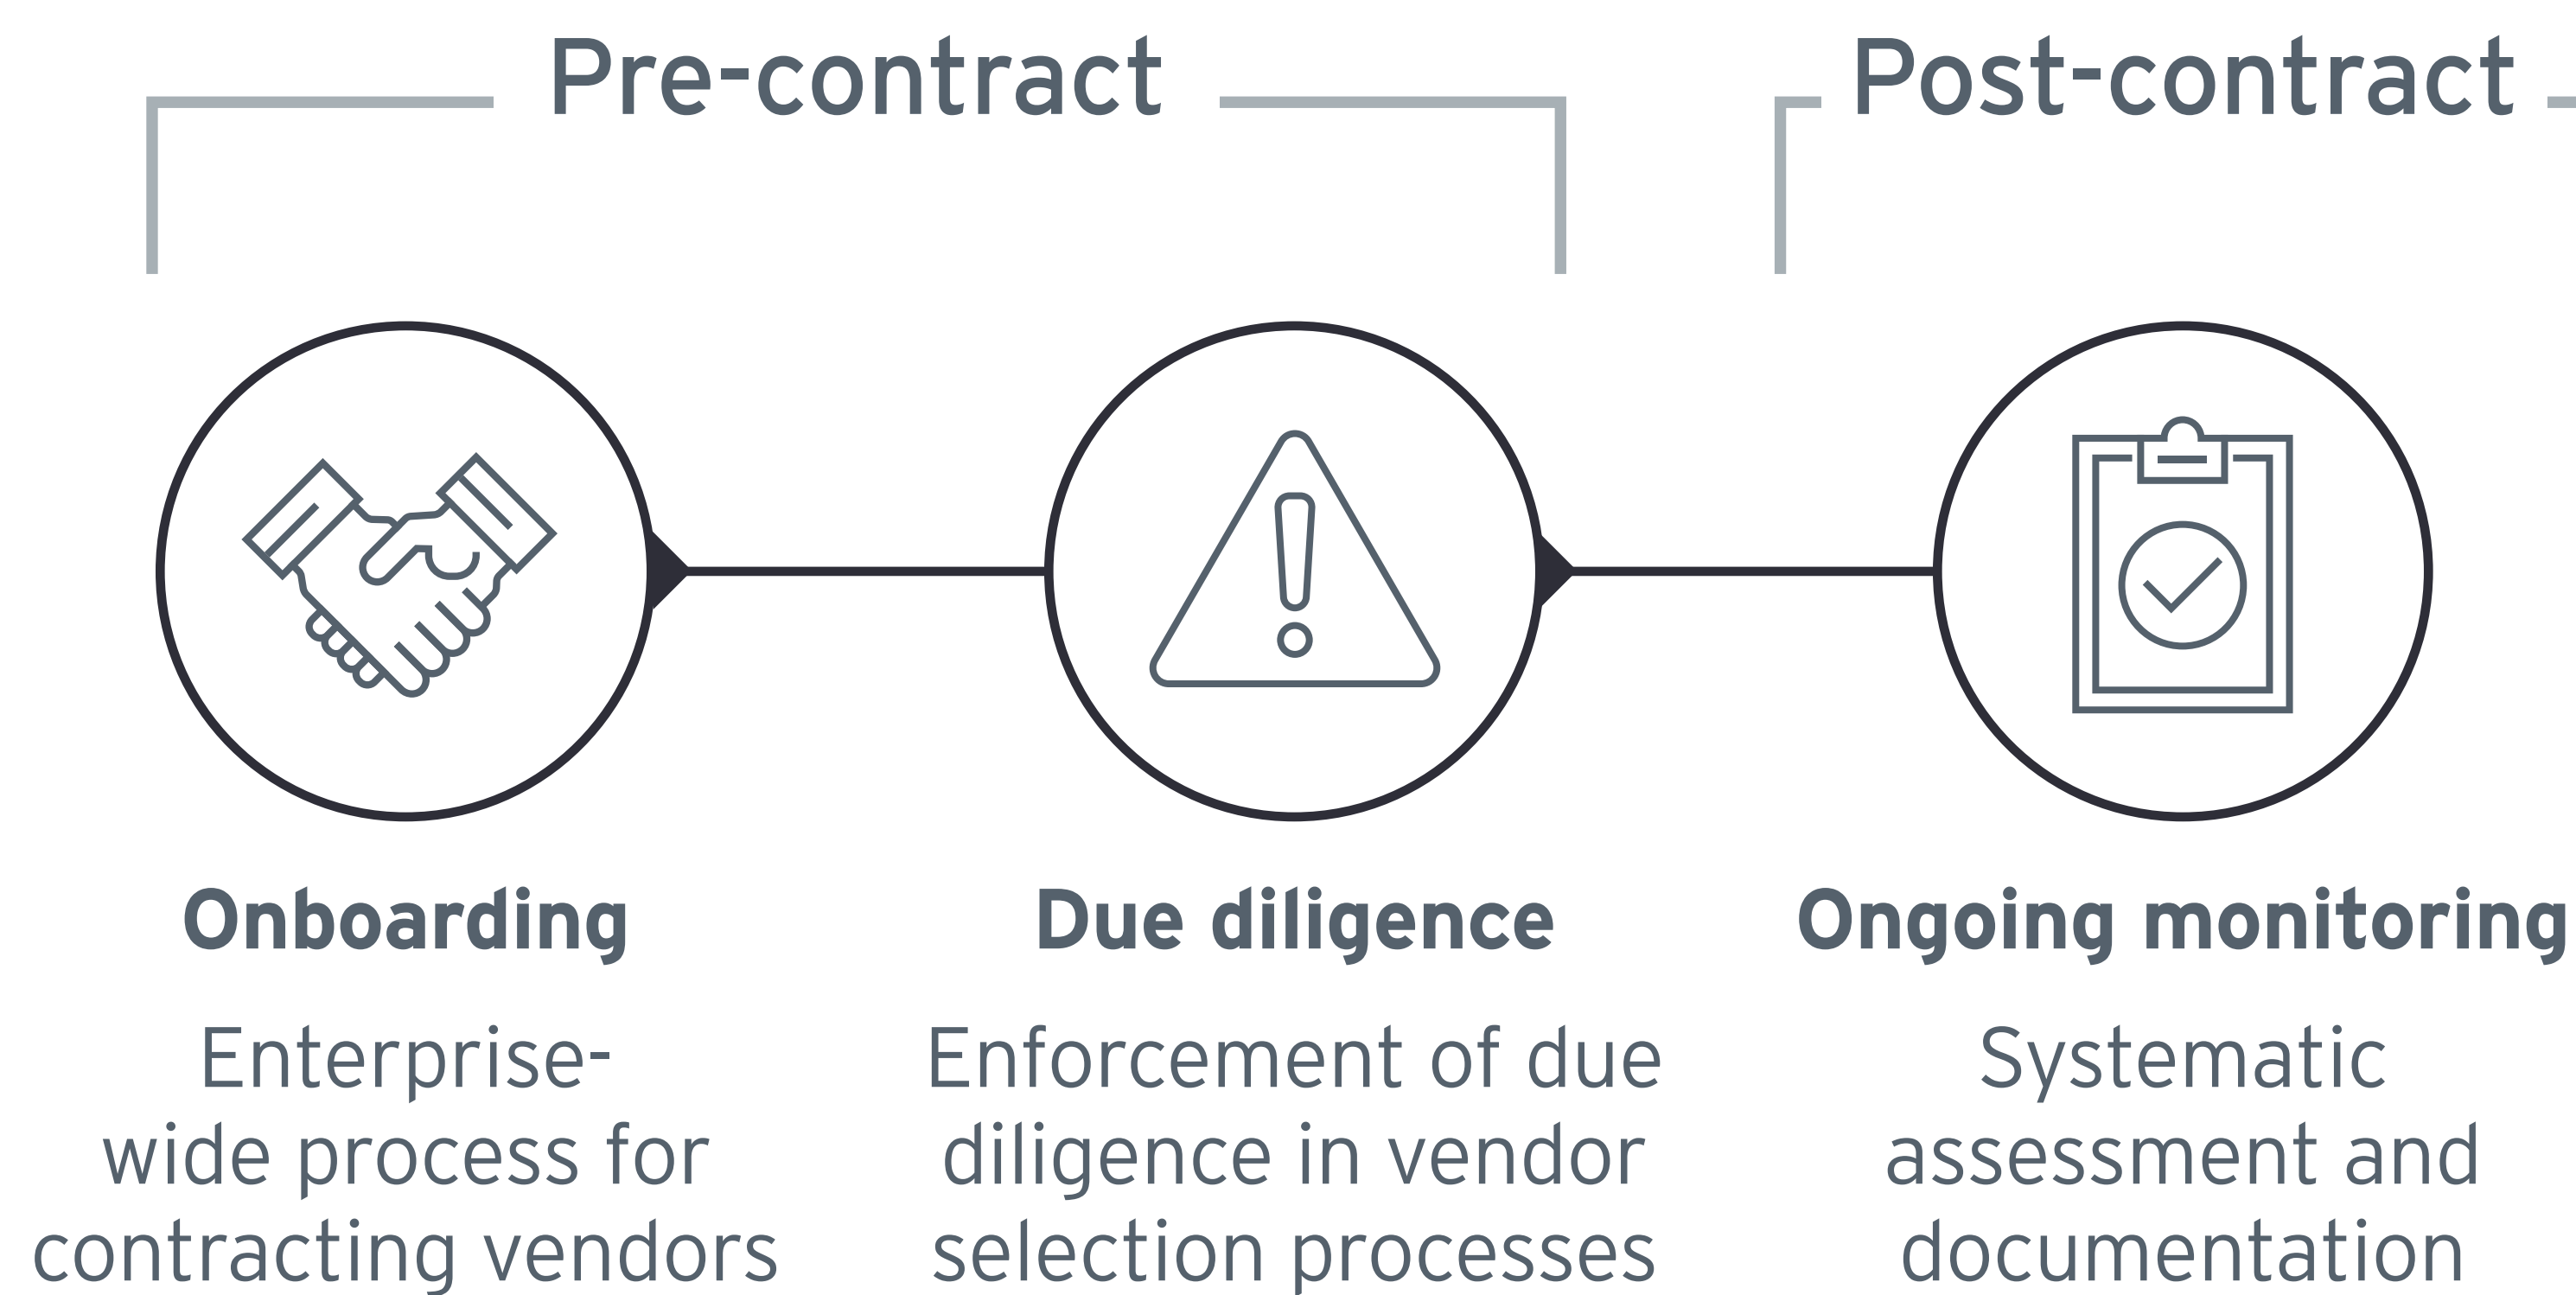 Pre-contract
Post-contract
Onboarding
Enterprise-
wide process for
contracting vendors
Due diligence
Enforcement of due
diligence in vendor
selection processes
Ongoing monitoring
Systematic
assessment and
documentation